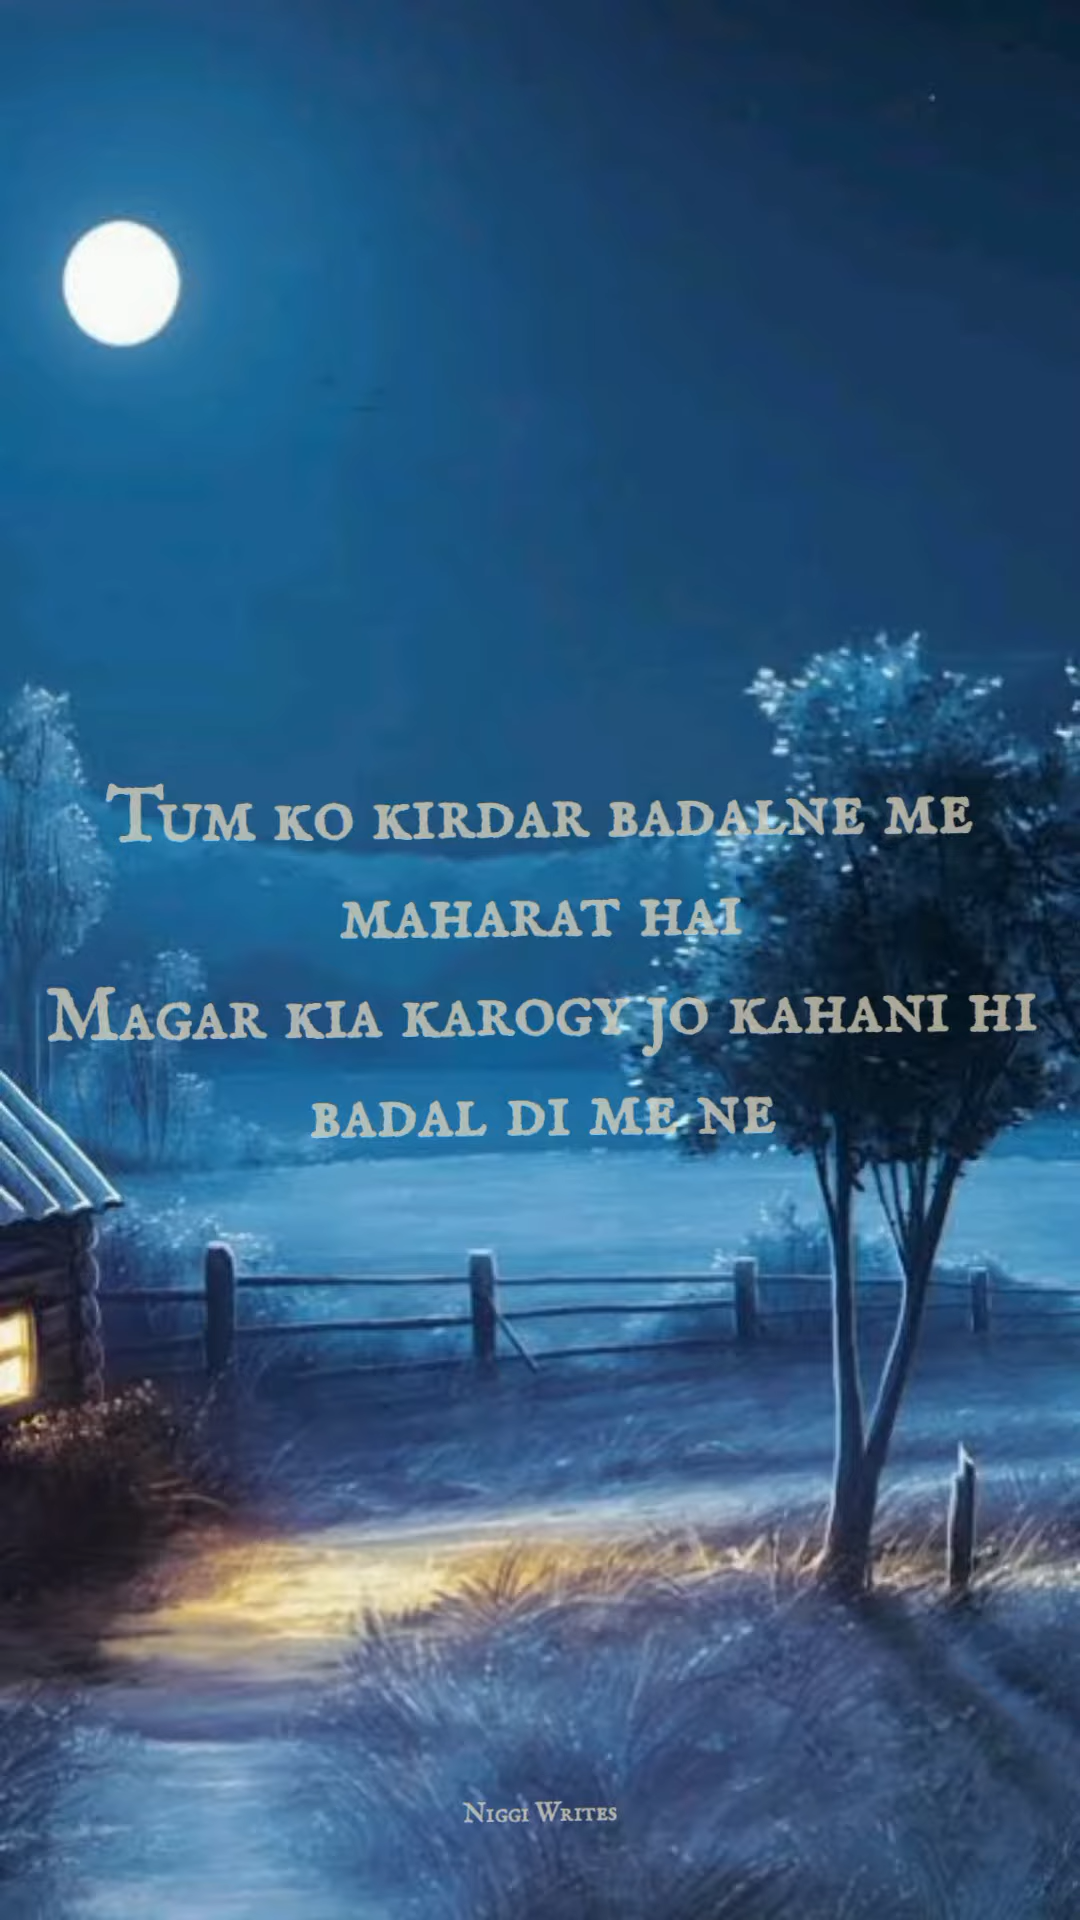 Tum ko kirdar badalne me
maharat hai
Magar kia karogy jo kahani hi
badal di me ne
Niggi Writes